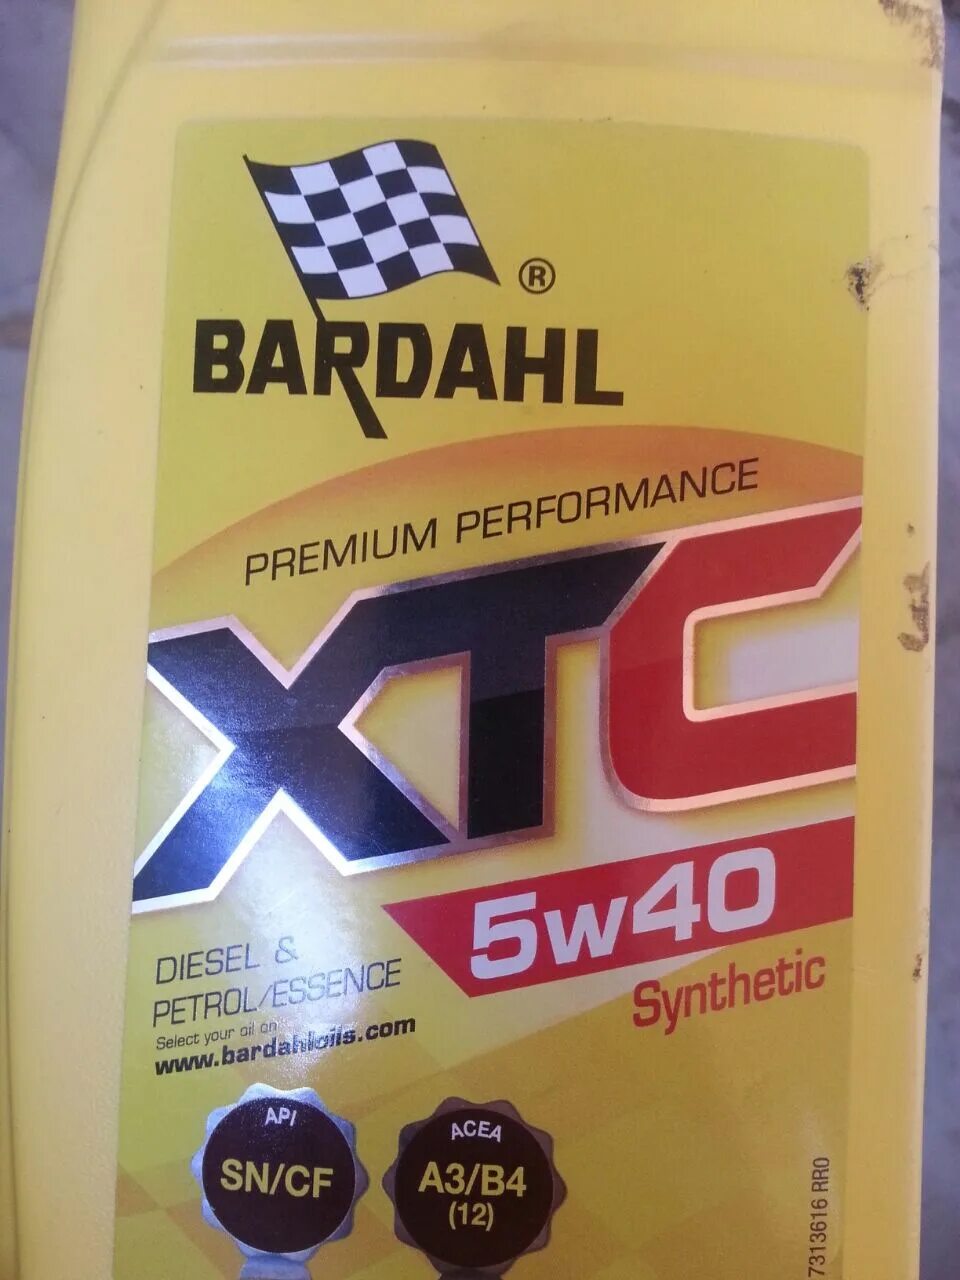 ®
BARDAHL
PREMIUM PERFORMANCE
XTC
5w40
Synthetic
DIESEL &
PETROL/ESSENCE
Select your oil on
www.bardahloils.com
API
SN/CF
ACEA
A3/B4
(12)
7313616 RR0